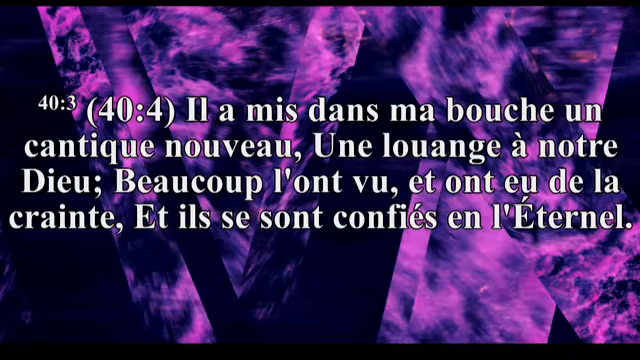 40:3 (40:4) Il a mis dans ma bouche un
cantique nouveau, Une louange à notre
Dieu; Beaucoup l'ont vu, et ont eu de la
crainte, Et ils se sont confiés en l'Éternel.